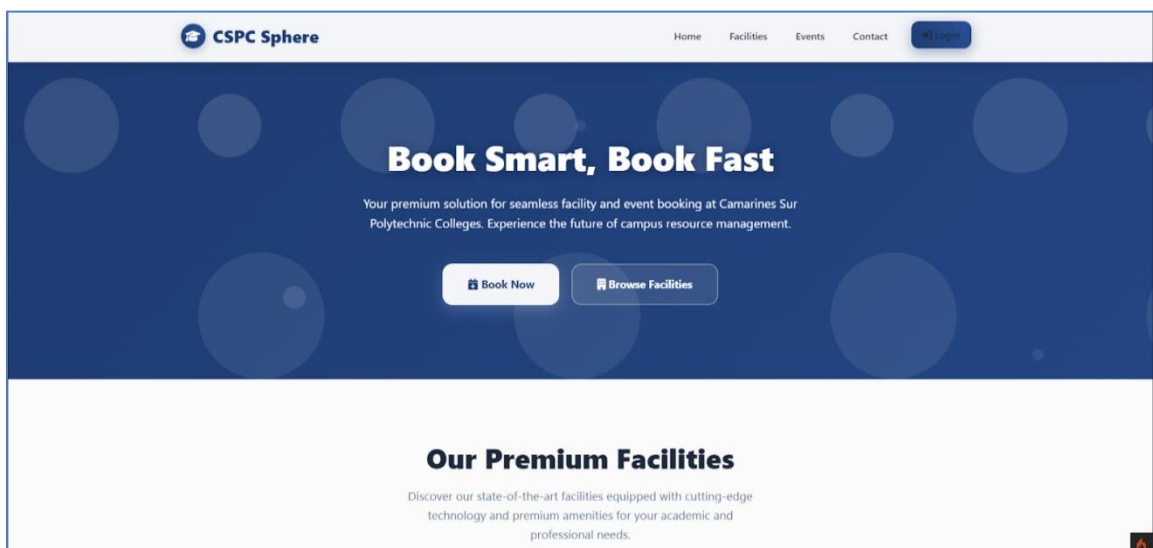 CSPC Sphere
Home
Facilities
Events
Contact
Login
Book Smart, Book Fast
Your premium solution for seamless facility and event booking at Camarines Sur
Polytechnic Colleges. Experience the future of campus resource management.
Book Now
Browse Facilities
Our Premium Facilities
Discover our state-of-the-art facilities equipped with cutting-edge
technology and premium amenities for your academic and
professional needs.